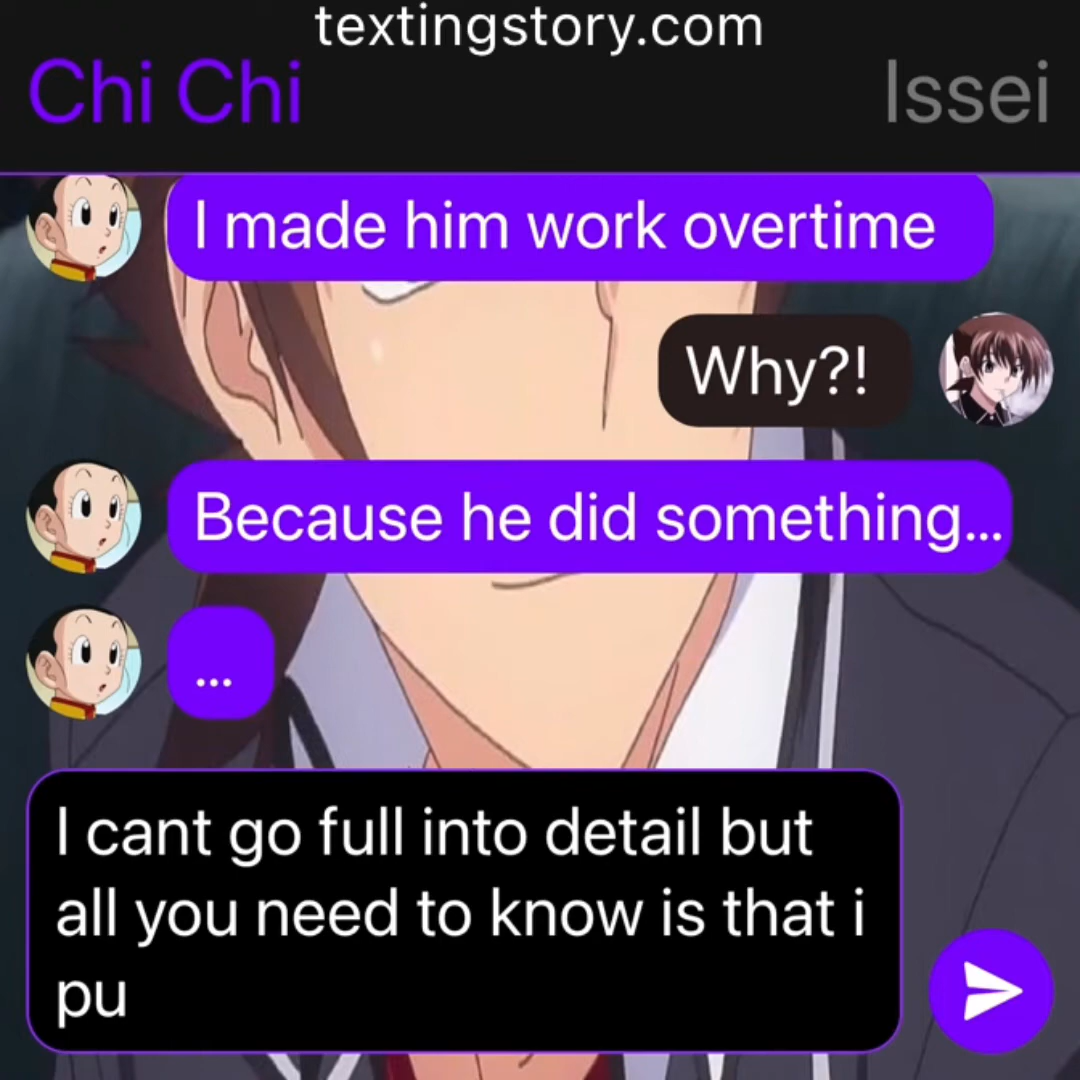 textingstory.com
Chi Chi
Issei
I made him work overtime
Why?!
Because he did something...
...
I cant go full into detail but
all you need to know is that i
pu